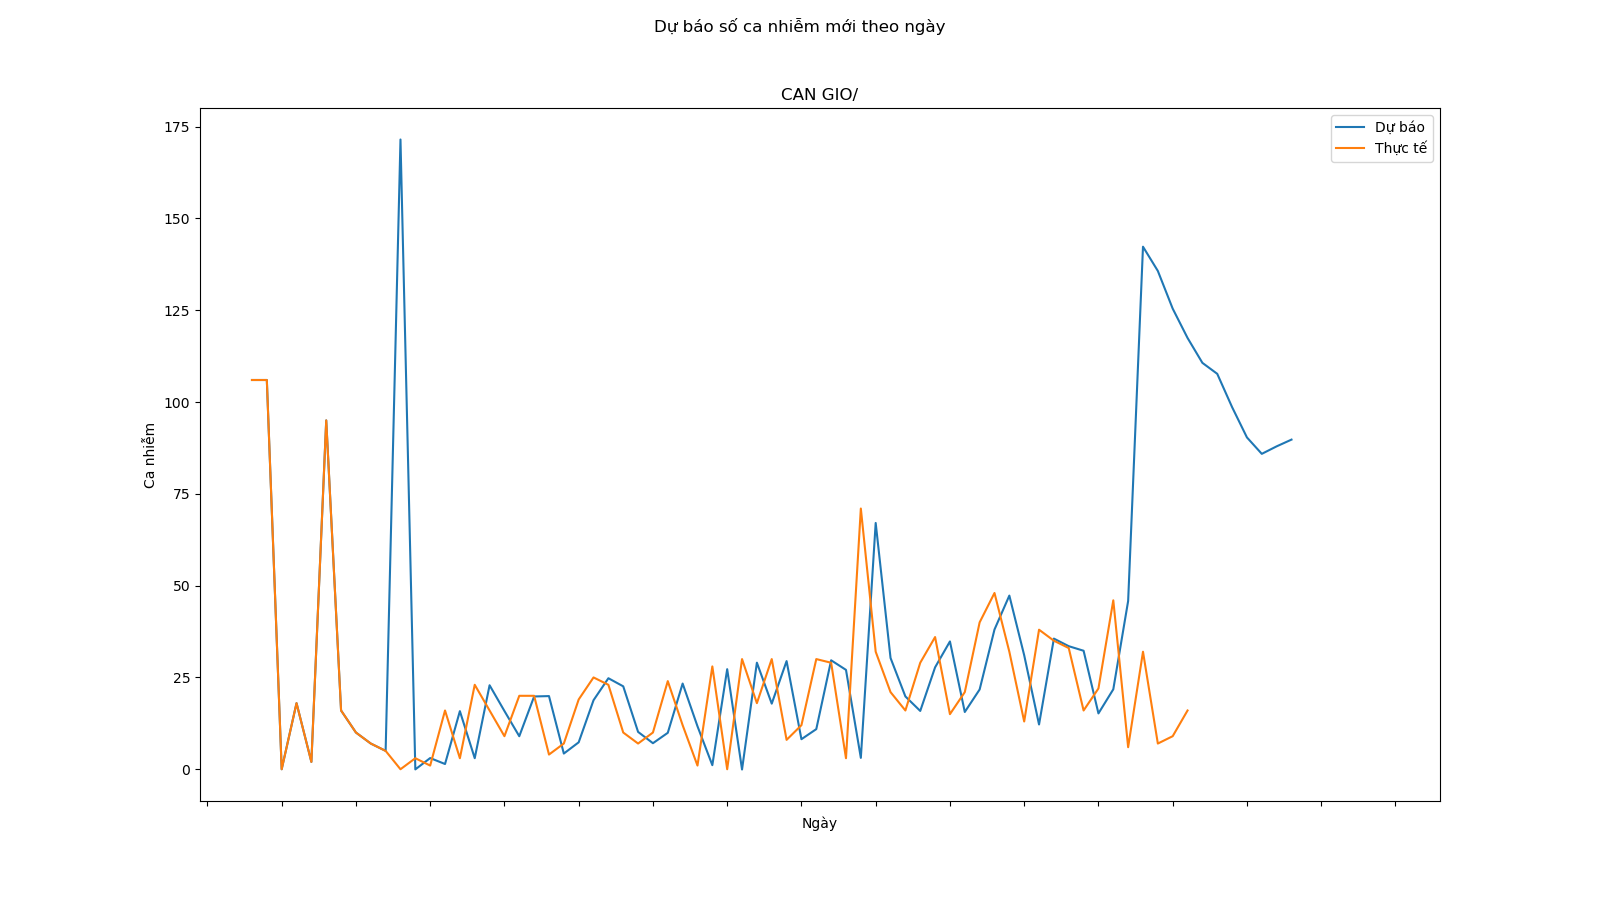 Dự báo số ca nhiễm mới theo ngày
CAN GIO/
Dự báo
Thực tế
175
150
125
100
75
50
25
0
Ca nhiễm
Ngày